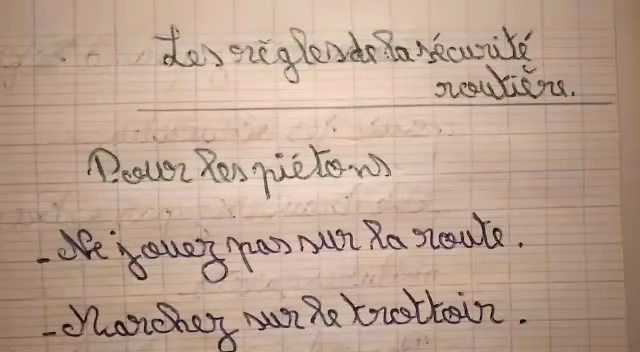 Les règles de la sécurité
routière.
Pour les piétons
- Ne jouez pas sur la route.
- Marchez sur le trottoir.